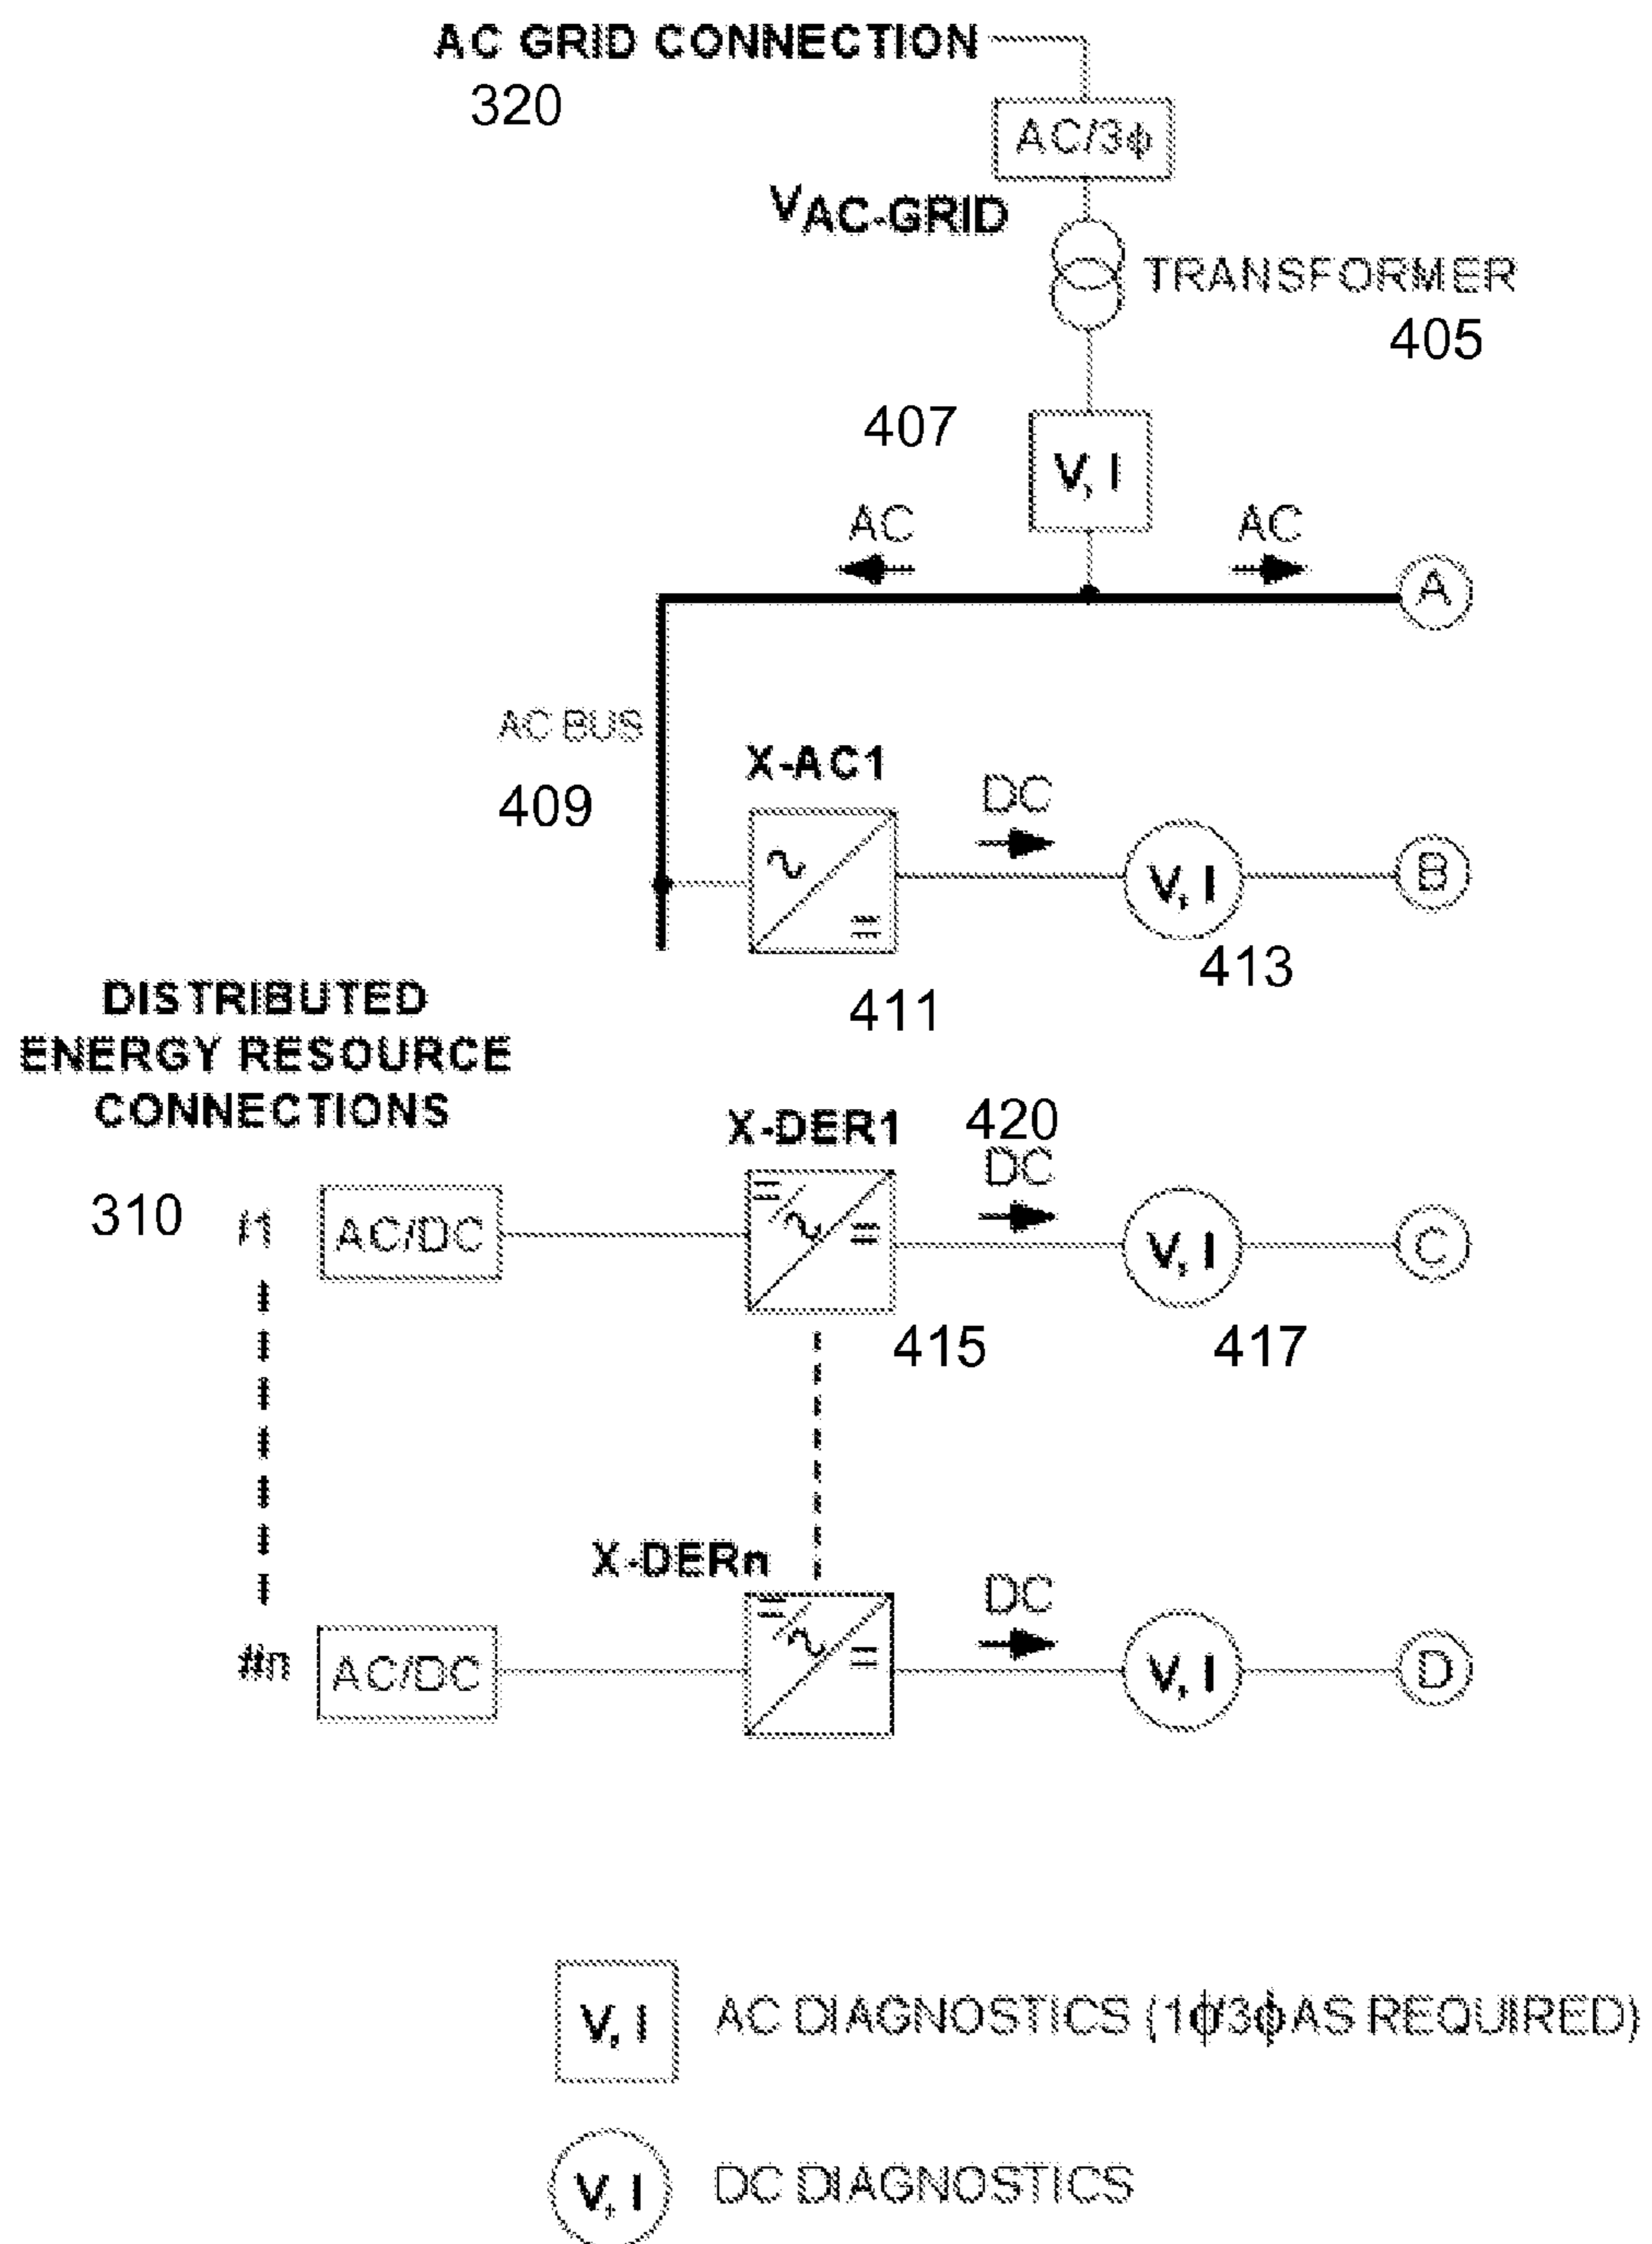 AC GRID CONNECTION
320
AC/3ϕ
VAC-GRID
TRANSFORMER
405
407
V, I
AC
AC
A
AC BUS
409
X-AC1
DC
V, I
B
413
411
DISTRIBUTED
ENERGY RESOURCE
CONNECTIONS
310
X-DER1
420
DC
#1
AC/DC
V, I
C
415
417
X-DERn
DC
#n
AC/DC
V, I
D
V, I
AC DIAGNOSTICS (1ϕ/3ϕ AS REQUIRED)
V, I
DC DIAGNOSTICS